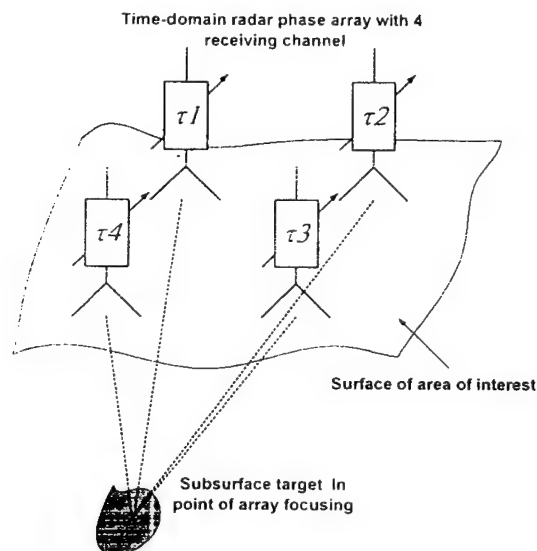 Time-domain radar phase array with 4
receiving channel
τ1
τ2
τ4
τ3
Surface of area of interest
Subsurface target In
point of array focusing